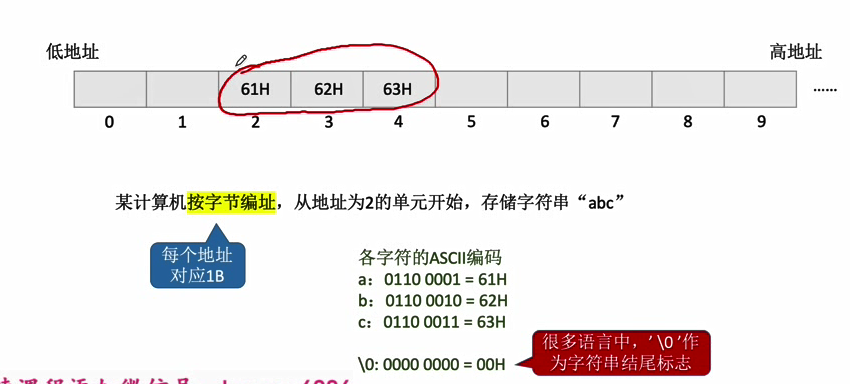 低地址 高地址
61H 62H 63H ......
0 1 2 3 4 5 6 7 8 9
某计算机按字节编址，从地址为2的单元开始，存储字符串“abc”
每个地址
对应1B
各字符的ASCII编码
a：0110 0001 = 61H
b：0110 0010 = 62H
c：0110 0011 = 63H
\0: 0000 0000 = 00H
很多语言中，’\0 ’作
为字符串结尾标志